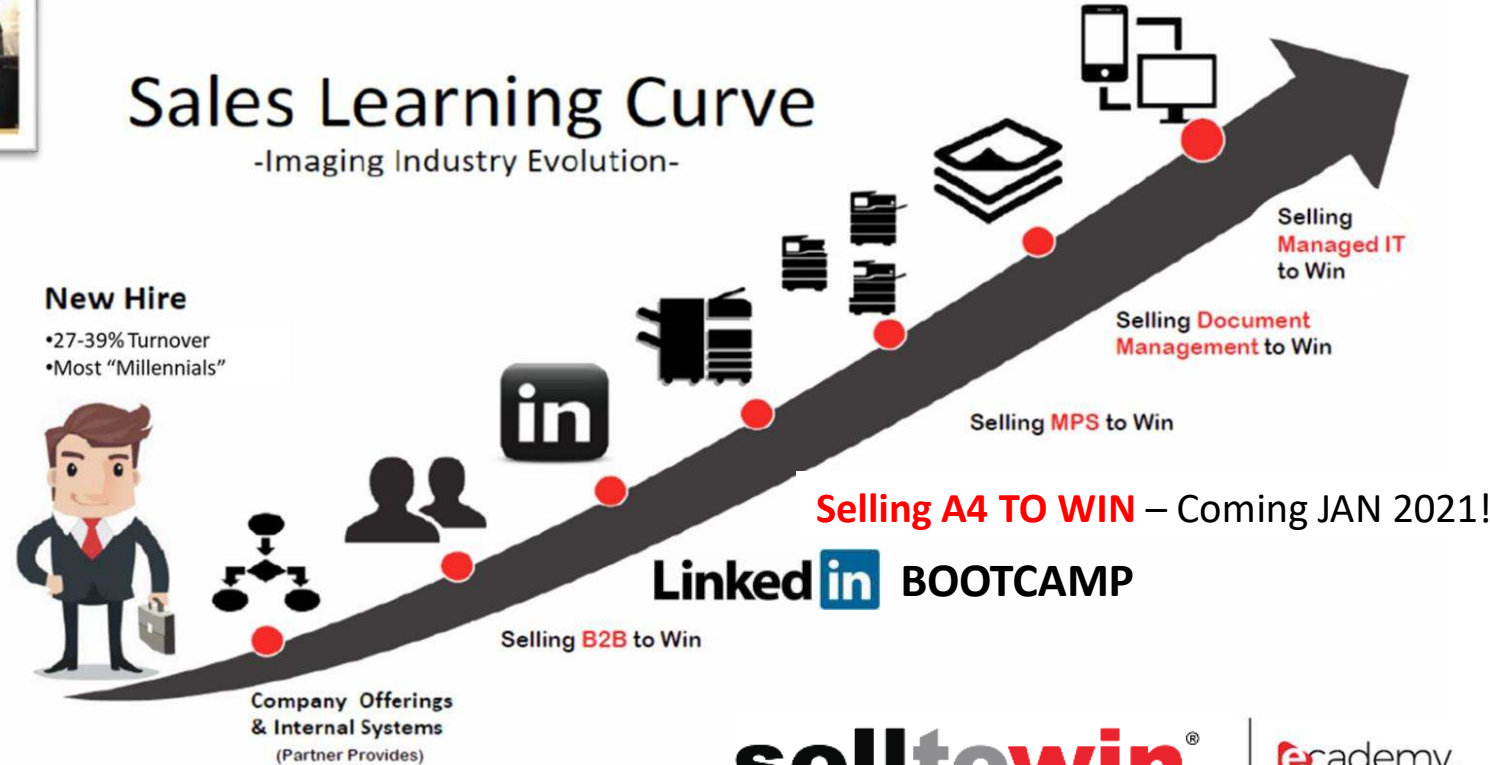 Sales Learning Curve
-Imaging Industry Evolution-
New Hire
•27-39% Turnover
•Most “Millennials”
in
Selling
Managed IT
to Win
Selling Document
Management to Win
Selling MPS to Win
Selling A4 TO WIN – Coming JAN 2021!
Linked in BOOTCAMP
Selling B2B to Win
Company Offerings
& Internal Systems
(Partner Provides)
selltowin®
ecademy